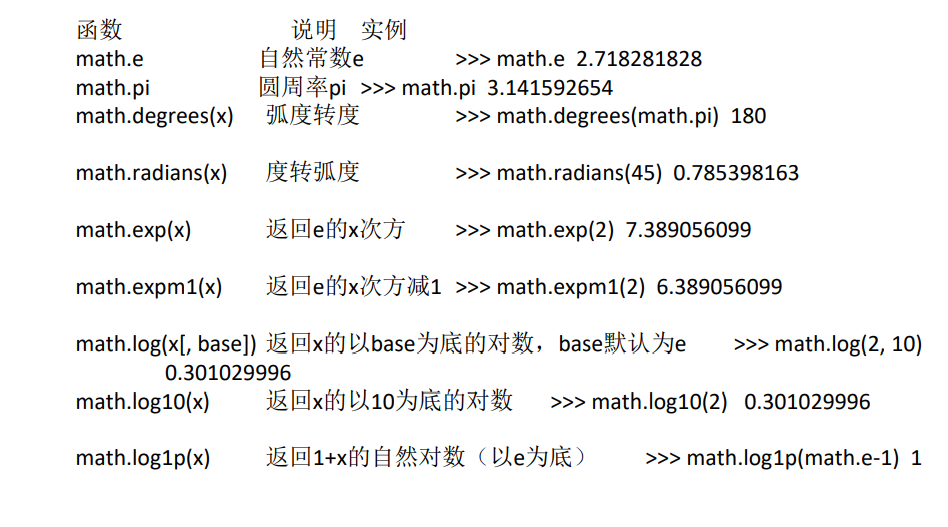 函数 说明 实例
math.e 自然常数e >>> math.e 2.718281828
math.pi 圆周率pi >>> math.pi 3.141592654
math.degrees(x) 弧度转度 >>> math.degrees(math.pi) 180
math.radians(x) 度转弧度 >>> math.radians(45) 0.785398163
math.exp(x) 返回e的x次方 >>> math.exp(2) 7.389056099
math.expm1(x) 返回e的x次方减1 >>> math.expm1(2) 6.389056099
math.log(x[, base]) 返回x的以base为底的对数，base默认为e >>> math.log(2, 10)
0.301029996
math.log10(x) 返回x的以10为底的对数 >>> math.log10(2) 0.301029996
math.log1p(x) 返回1+x的自然对数（以e为底） >>> math.log1p(math.e-1) 1